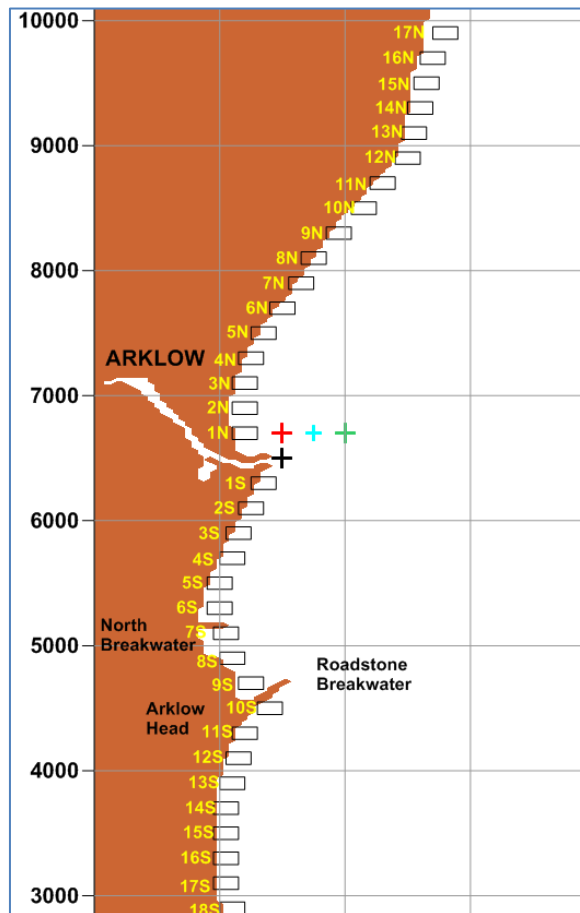 10000
17N
16N
15N
14N
13N
9000
12N
11N
10N
9N
8N
8000
7N
6N
5N
ARKLOW
4N
3N
7000
2N
1N
1S
2S
6000
3S
4S
5S
6S
North
Breakwater
7S
5000
8S
Roadstone
Breakwater
9S
Arklow
Head
10S
11S
12S
4000
13S
14S
15S
16S
17S
3000
18S